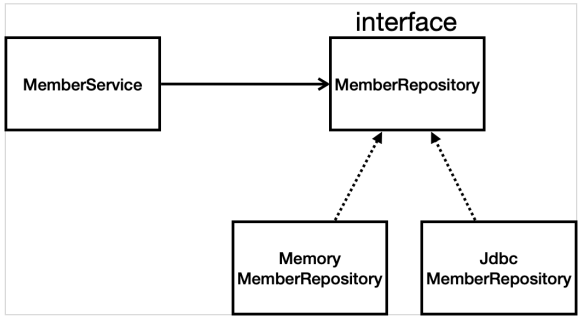 interface
MemberService
MemberRepository
Memory
MemberRepository
Jdbc
MemberRepository